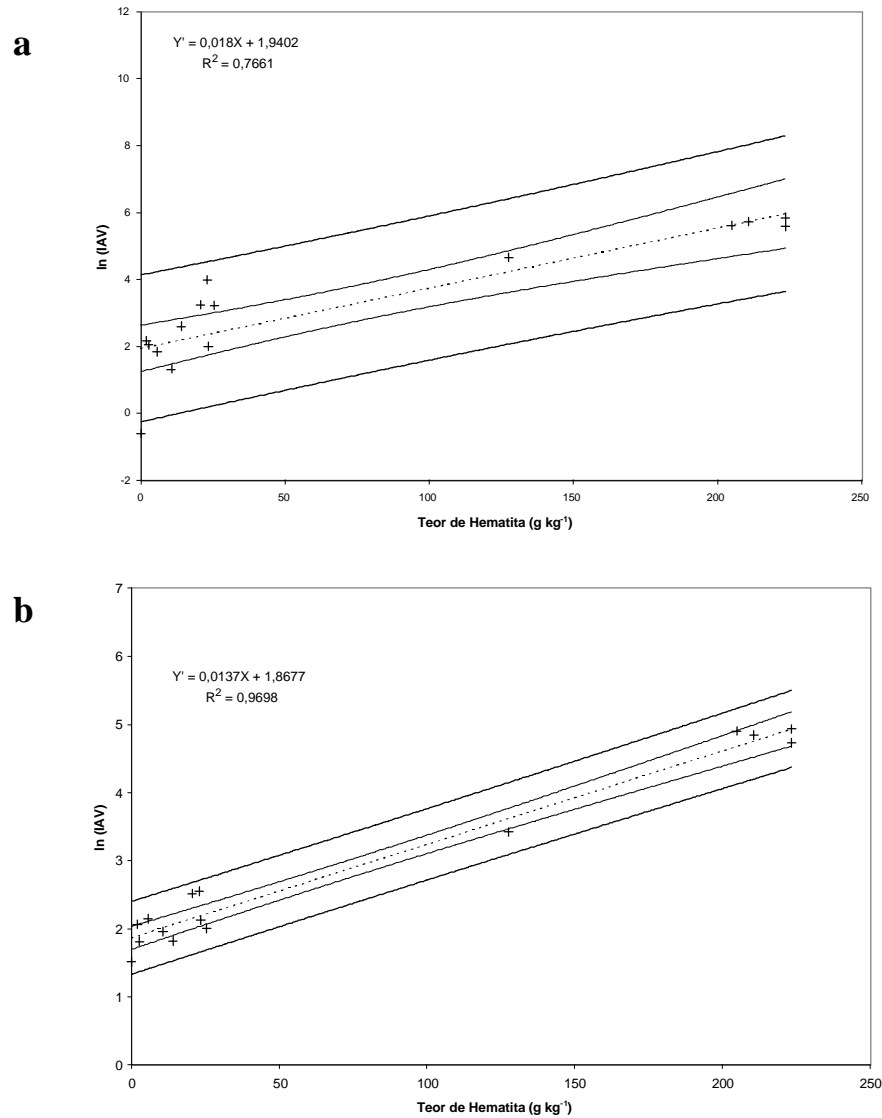 a
Y' = 0,018X + 1,9402
R² = 0,7661
12
10
8
6
4
2
0
-2
ln (IAV)
0 50 100 150 200 250
Teor de Hematita (g kg⁻¹)
b
Y' = 0,0137X + 1,8677
R² = 0,9698
7
6
5
4
3
2
1
0
ln (IAV)
0 50 100 150 200 250
Teor de Hematita (g kg⁻¹)